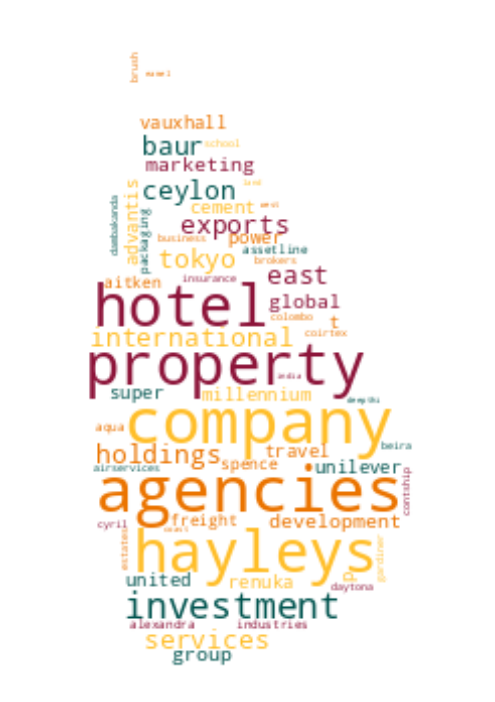 brush
easel
vauxhall
baur school
marketing
land
ceylon
advantis
cement west
dambakanda
packaging
exports
business power
assetline
tokyo brokers
east
aitken insurance
hotel global
colombo t
international coirtex
property
india
super millennium
deepthi
company
aqua
beira
holdings travel
spence unilever
airservices
agencies
contship
cyril freight development
coast
estates
hayleys
gardiner
p
united renuka
daytona
investment
alexandra industries
services
group